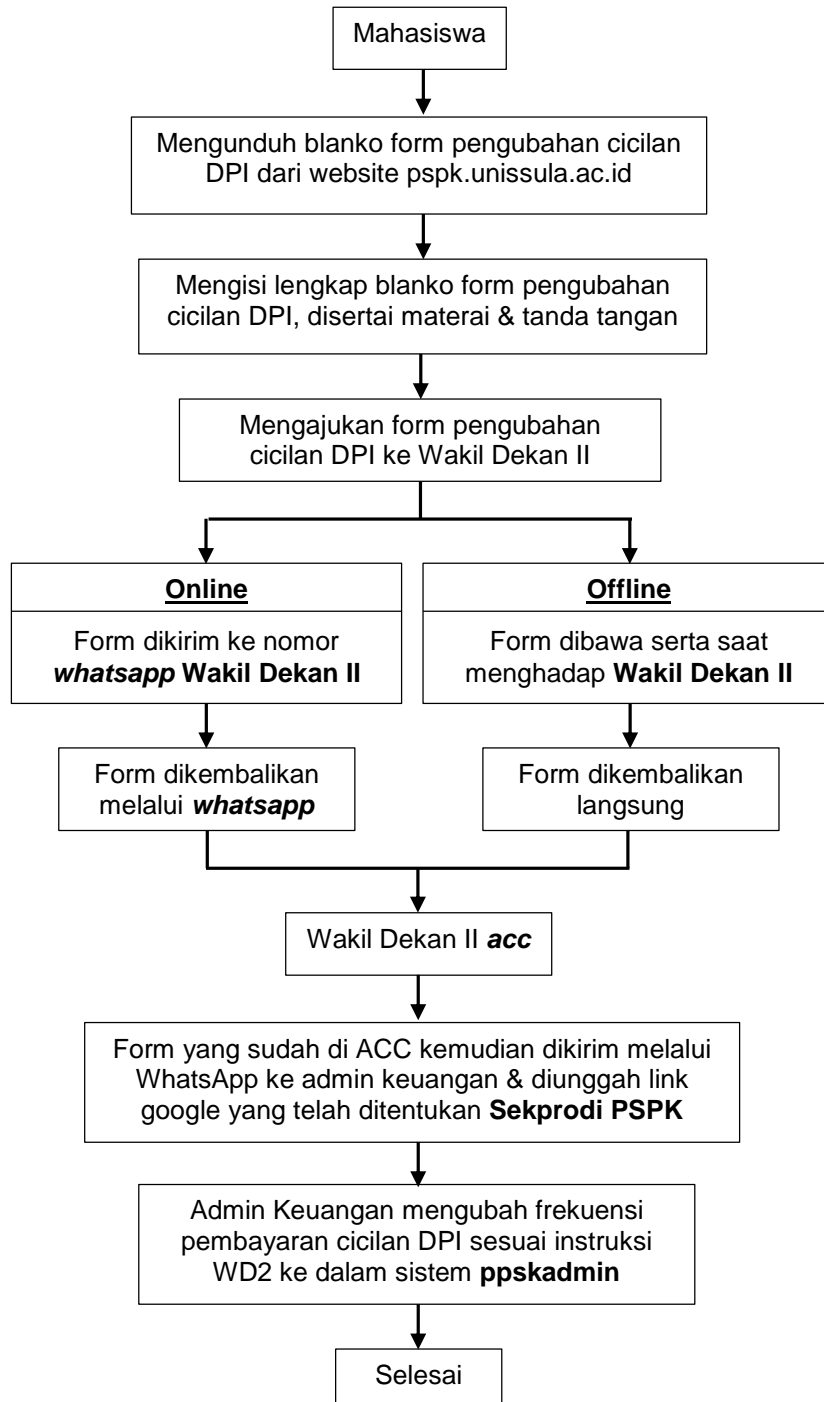 Mahasiswa
Mengunduh blanko form pengubahan cicilan
DPI dari website pspk.unissula.ac.id
Mengisi lengkap blanko form pengubahan
cicilan DPI, disertai materai & tanda tangan
Mengajukan form pengubahan
cicilan DPI ke Wakil Dekan II
Online
Form dikirim ke nomor
whatsapp Wakil Dekan II
Offline
Form dibawa serta saat
menghadap Wakil Dekan II
Form dikembalikan
melalui whatsapp
Form dikembalikan
langsung
Wakil Dekan II acc
Form yang sudah di ACC kemudian dikirim melalui
WhatsApp ke admin keuangan & diunggah link
google yang telah ditentukan Sekprodi PSPK
Admin Keuangan mengubah frekuensi
pembayaran cicilan DPI sesuai instruksi
WD2 ke dalam sistem ppskadmin
Selesai